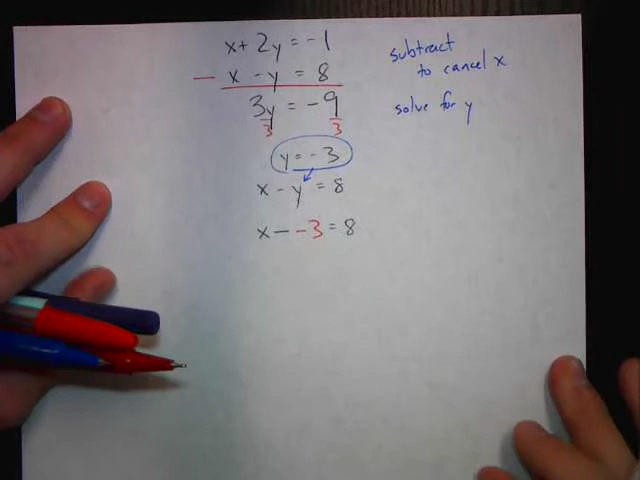 x + 2y = -1
- x - y = 8
3y = -9
3 3
y = -3
x - y = 8
x - -3 = 8
subtract
to cancel x
solve for y